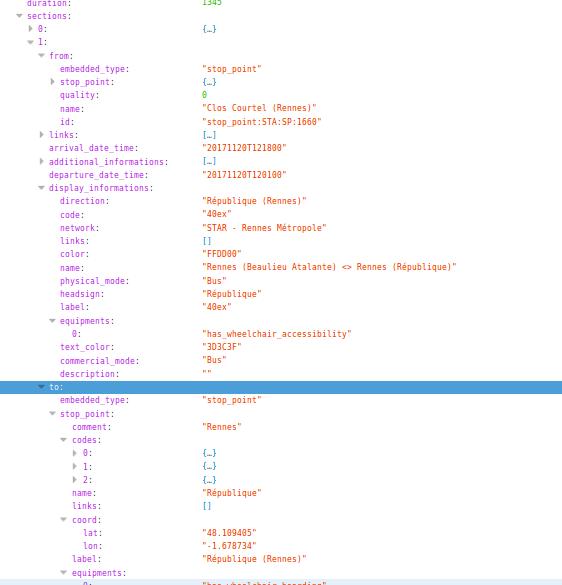 duration: 1345
sections:
0: {…}
1:
from:
embedded_type: "stop_point"
stop_point: {…}
quality: 0
name: "Clos Courtel (Rennes)"
id: "stop_point:STA:SP:1660"
links: […]
arrival_date_time: "20171120T121800"
additional_informations: […]
departure_date_time: "20171120T120100"
display_informations:
direction: "République (Rennes)"
code: "40ex"
network: "STAR - Rennes Métropole"
links: []
color: "FFDD00"
name: "Rennes (Beaulieu Atalante) <> Rennes (République)"
physical_mode: "Bus"
headsign: "République"
label: "40ex"
equipments:
0: "has_wheelchair_accessibility"
text_color: "3D3C3F"
commercial_mode: "Bus"
description: ""
to:
embedded_type: "stop_point"
stop_point:
comment: "Rennes"
codes:
0: {…}
1: {…}
2: {…}
name: "République"
links: []
coord:
lat: "48.109405"
lon: "-1.678734"
label: "République (Rennes)"
equipments:
0: "has_wheelchair_boarding"